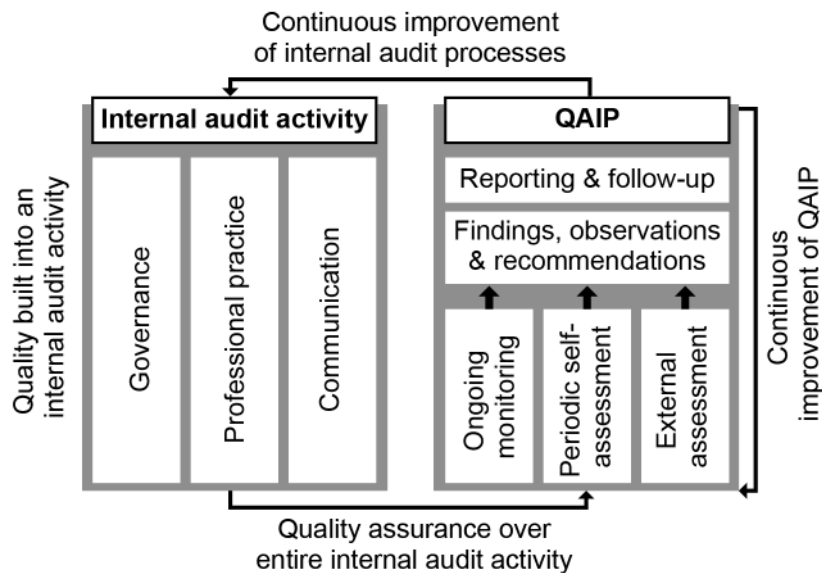 Continuous improvement
of internal audit processes
Internal audit activity
QAIP
Quality built into an
internal audit activity
Governance
Professional practice
Communication
Reporting & follow-up
Findings, observations
& recommendations
Ongoing
monitoring
Periodic self-
assessment
External
assessment
Continuous
improvement of QAIP
Quality assurance over
entire internal audit activity